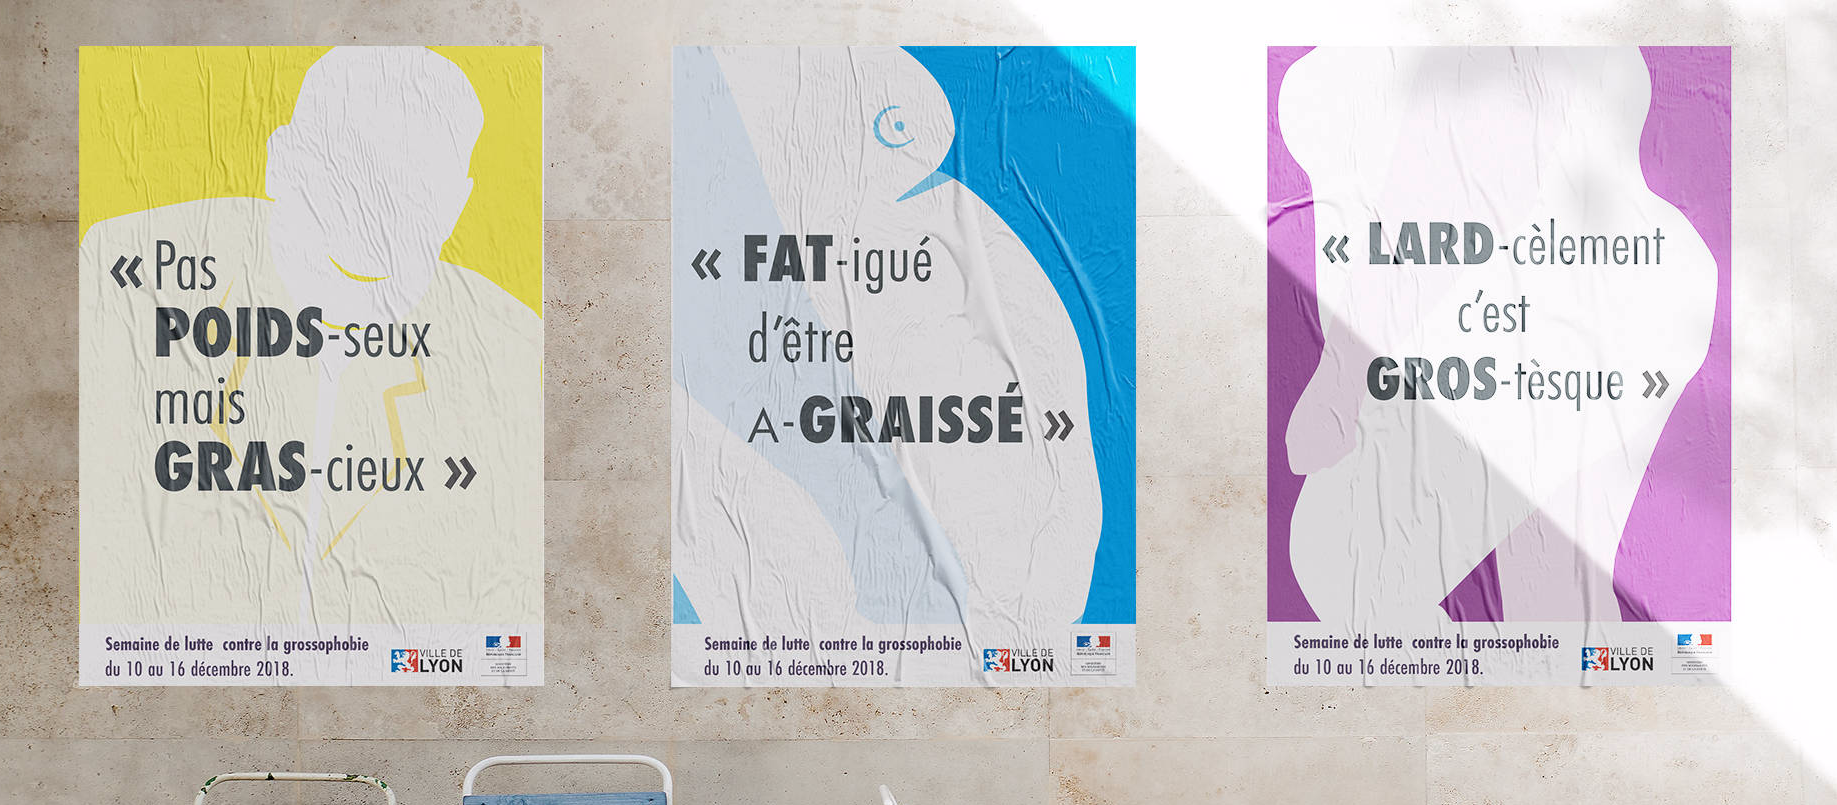 « Pas
POIDS-seux
mais
GRAS-cieux »
Semaine de lutte contre la grossophobie
du 10 au 16 décembre 2018.
VILLE DE
LYON
« FAT-igué
d'être
A-GRAISSÉ »
Semaine de lutte contre la grossophobie
du 10 au 16 décembre 2018.
VILLE DE
LYON
« LARD-cèlement
c'est
GROS-tèsque »
Semaine de lutte contre la grossophobie
du 10 au 16 décembre 2018.
VILLE DE
LYON